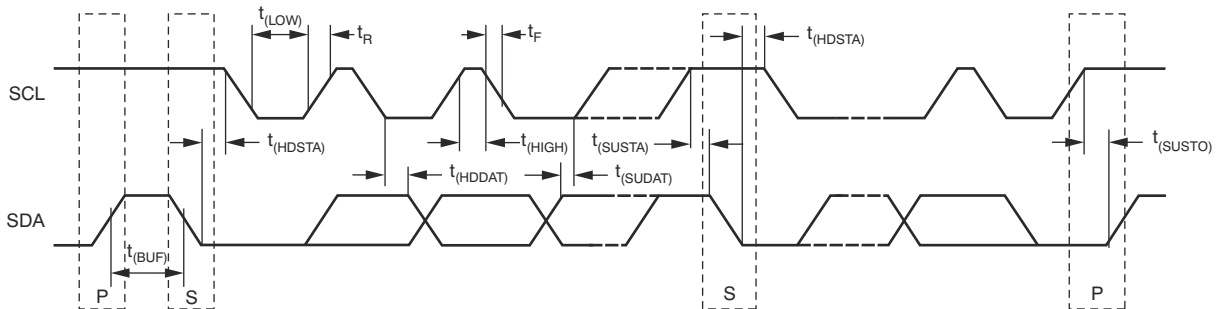 t(LOW)
tR
tF
t(HDSTA)
SCL
t(HDSTA)
t(HIGH)
t(SUSTA)
t(SUSTO)
t(HDDAT)
t(SUDAT)
SDA
t(BUF)
P
S
S
P